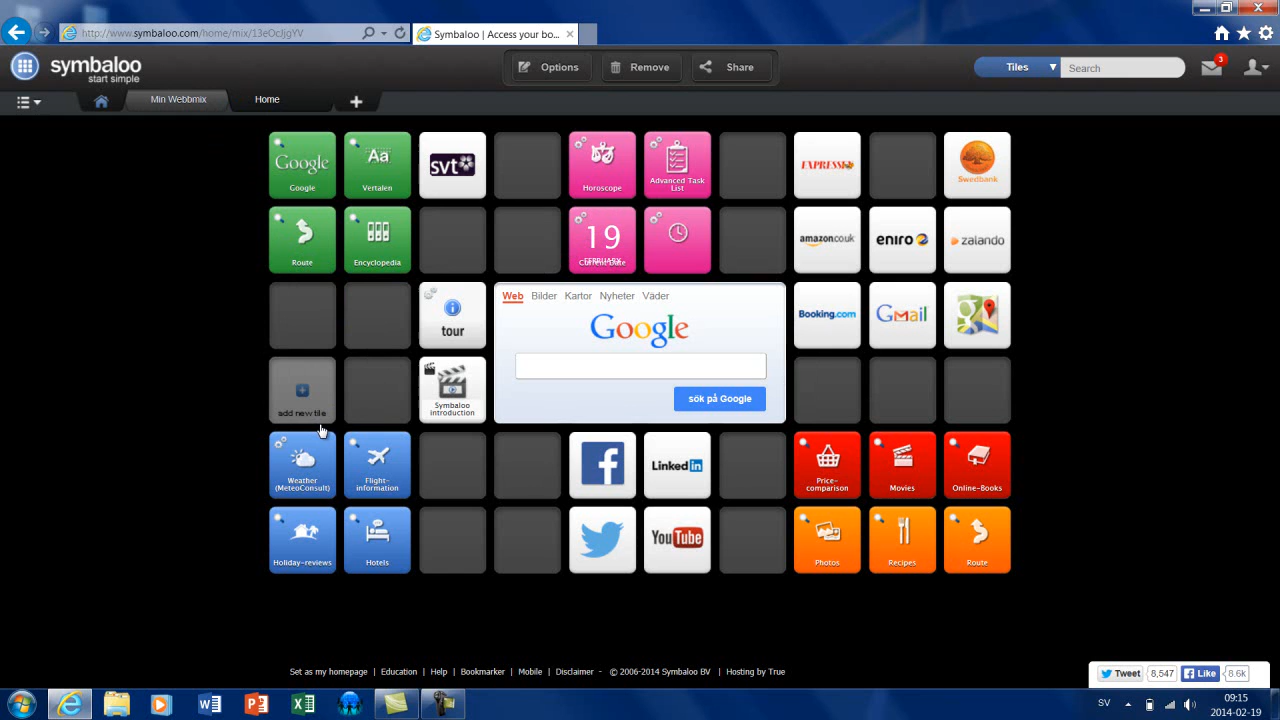 http://www.symbaloo.com/home/mix/13eOcJjgYV
Symbaloo | Access your bo...
symbaloo
start simple
Options
Remove
Share
Tiles
Search
3
Min Webbmix
Home
Google
Google
Aa
Vertalen
svt
Horoscope
Advanced Task
List
EXPRESSEN
Swedbank
Route
Encyclopedia
19
FEBRUARY
Current Date
amazon.co.uk
eniro
zalando
tour
Web
Bilder
Kartor
Nyheter
Väder
Google
sök på Google
Booking.com
Gmail
add new tile
Symbaloo
introduction
Weather
(MeteoConsult)
Flight-
information
LinkedIn
Price-
comparison
Movies
Online-Books
Holiday-reviews
Hotels
YouTube
Photos
Recipes
Route
Set as my homepage | Education | Help | Bookmarker | Mobile | Disclaimer - © 2006-2014 Symbaloo BV | Hosting by True
Tweet
8,547
Like
8.6k
SV
09:15
2014-02-19